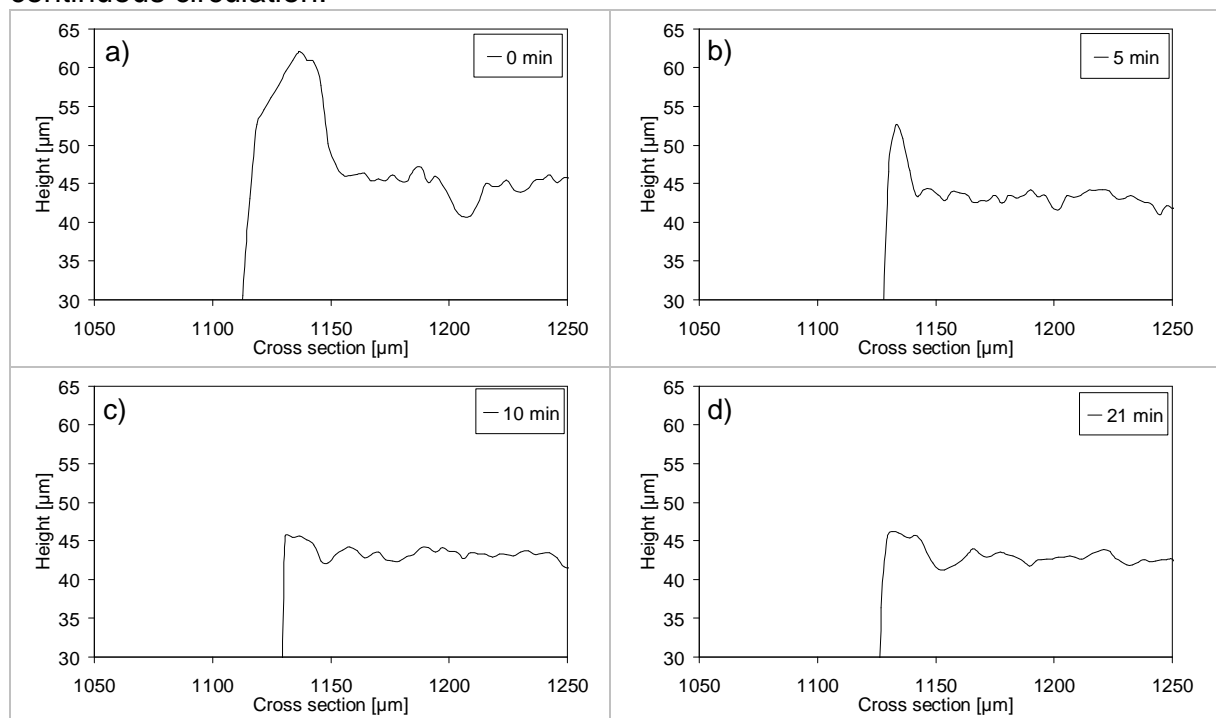 continuous circulation.
a)
0 min
65
60
55
50
45
40
35
30
Height [µm]
1050 1100 1150 1200 1250
Cross section [µm]
b)
5 min
65
60
55
50
45
40
35
30
Height [µm]
1050 1100 1150 1200 1250
Cross section [µm]
c)
10 min
65
60
55
50
45
40
35
30
Height [µm]
1050 1100 1150 1200 1250
Cross section [µm]
d)
21 min
65
60
55
50
45
40
35
30
Height [µm]
1050 1100 1150 1200 1250
Cross section [µm]